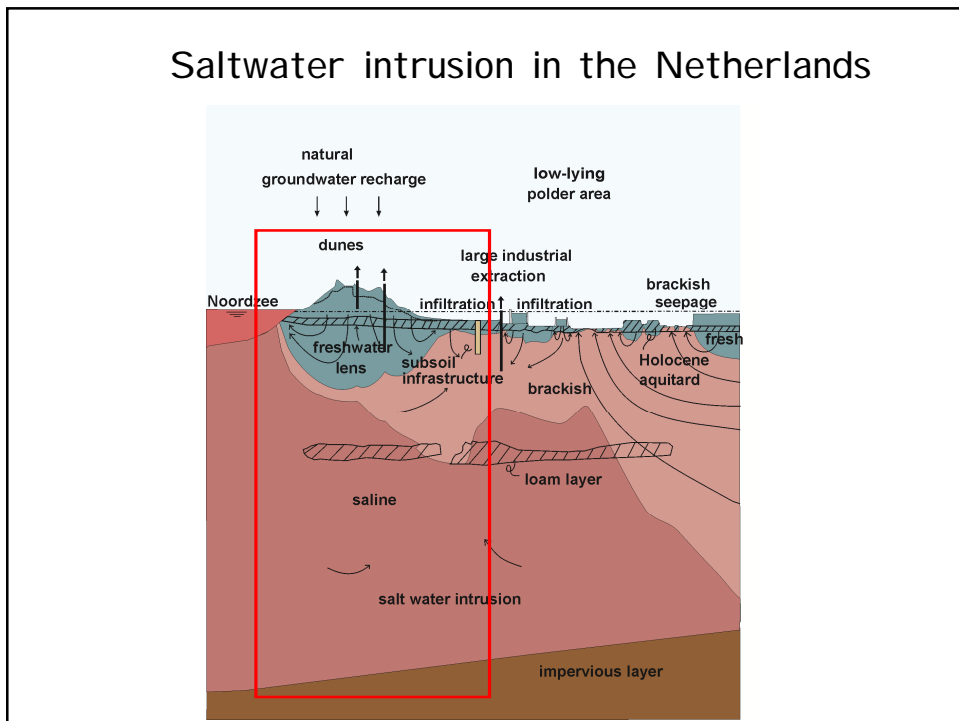 Saltwater intrusion in the Netherlands
natural
groundwater recharge
low-lying
polder area
dunes
large industrial
extraction
Noordzee
infiltration
infiltration
brackish
seepage
freshwater
lens
subsoil
infrastructure
brackish
Holocene
aquitard
fresh
loam layer
saline
salt water intrusion
impervious layer